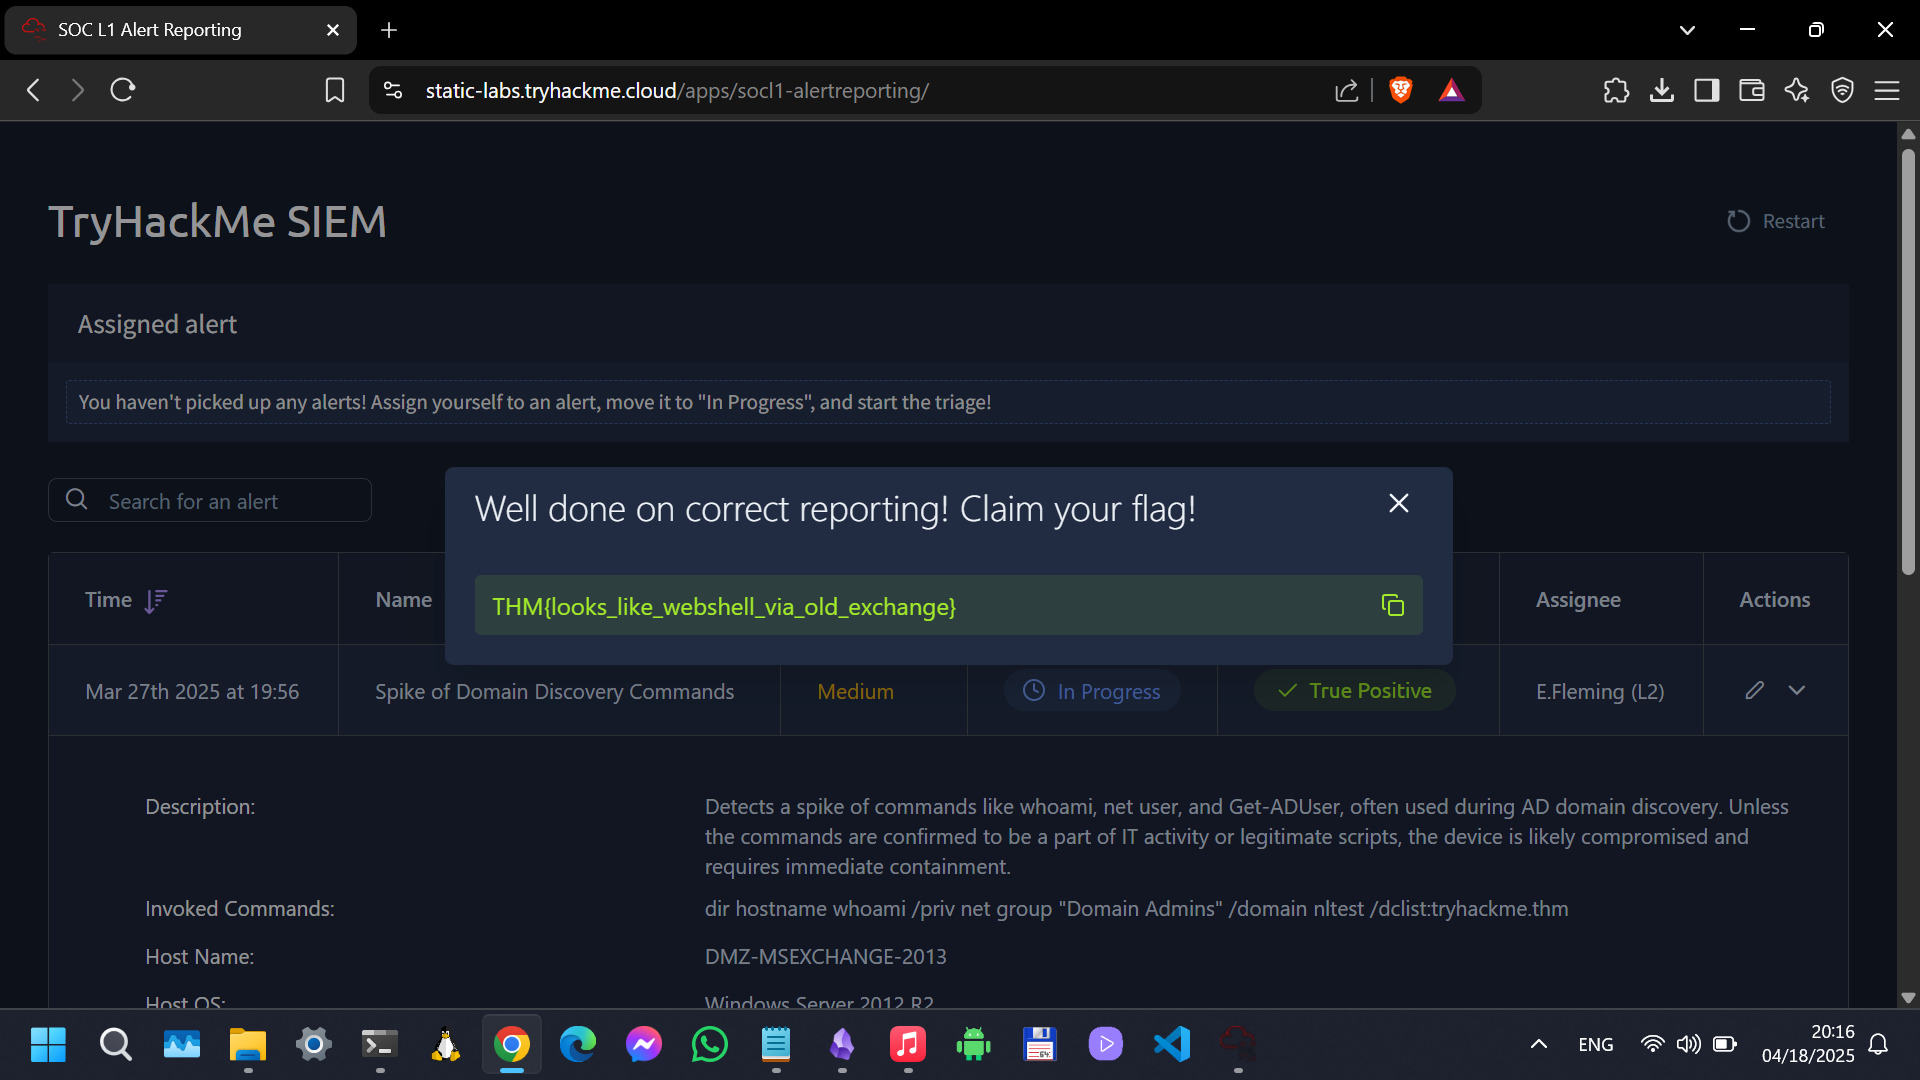 SOC L1 Alert Reporting
static-labs.tryhackme.cloud/apps/socl1-alertreporting/
TryHackMe SIEM
Restart
Assigned alert
You haven't picked up any alerts! Assign yourself to an alert, move it to "In Progress", and start the triage!
Search for an alert
Well done on correct reporting! Claim your flag!
THM{looks_like_webshell_via_old_exchange}
Time Name Assignee Actions
Mar 27th 2025 at 19:56 Spike of Domain Discovery Commands Medium In Progress True Positive E.Fleming (L2)
Description: Detects a spike of commands like whoami, net user, and Get-ADUser, often used during AD domain discovery. Unless
the commands are confirmed to be a part of IT activity or legitimate scripts, the device is likely compromised and
requires immediate containment.
Invoked Commands: dir hostname whoami /priv net group "Domain Admins" /domain nltest /dclist:tryhackme.thm
Host Name: DMZ-MSEXCHANGE-2013
Host OS: Windows Server 2012 R2
64
ENG
20:16
04/18/2025